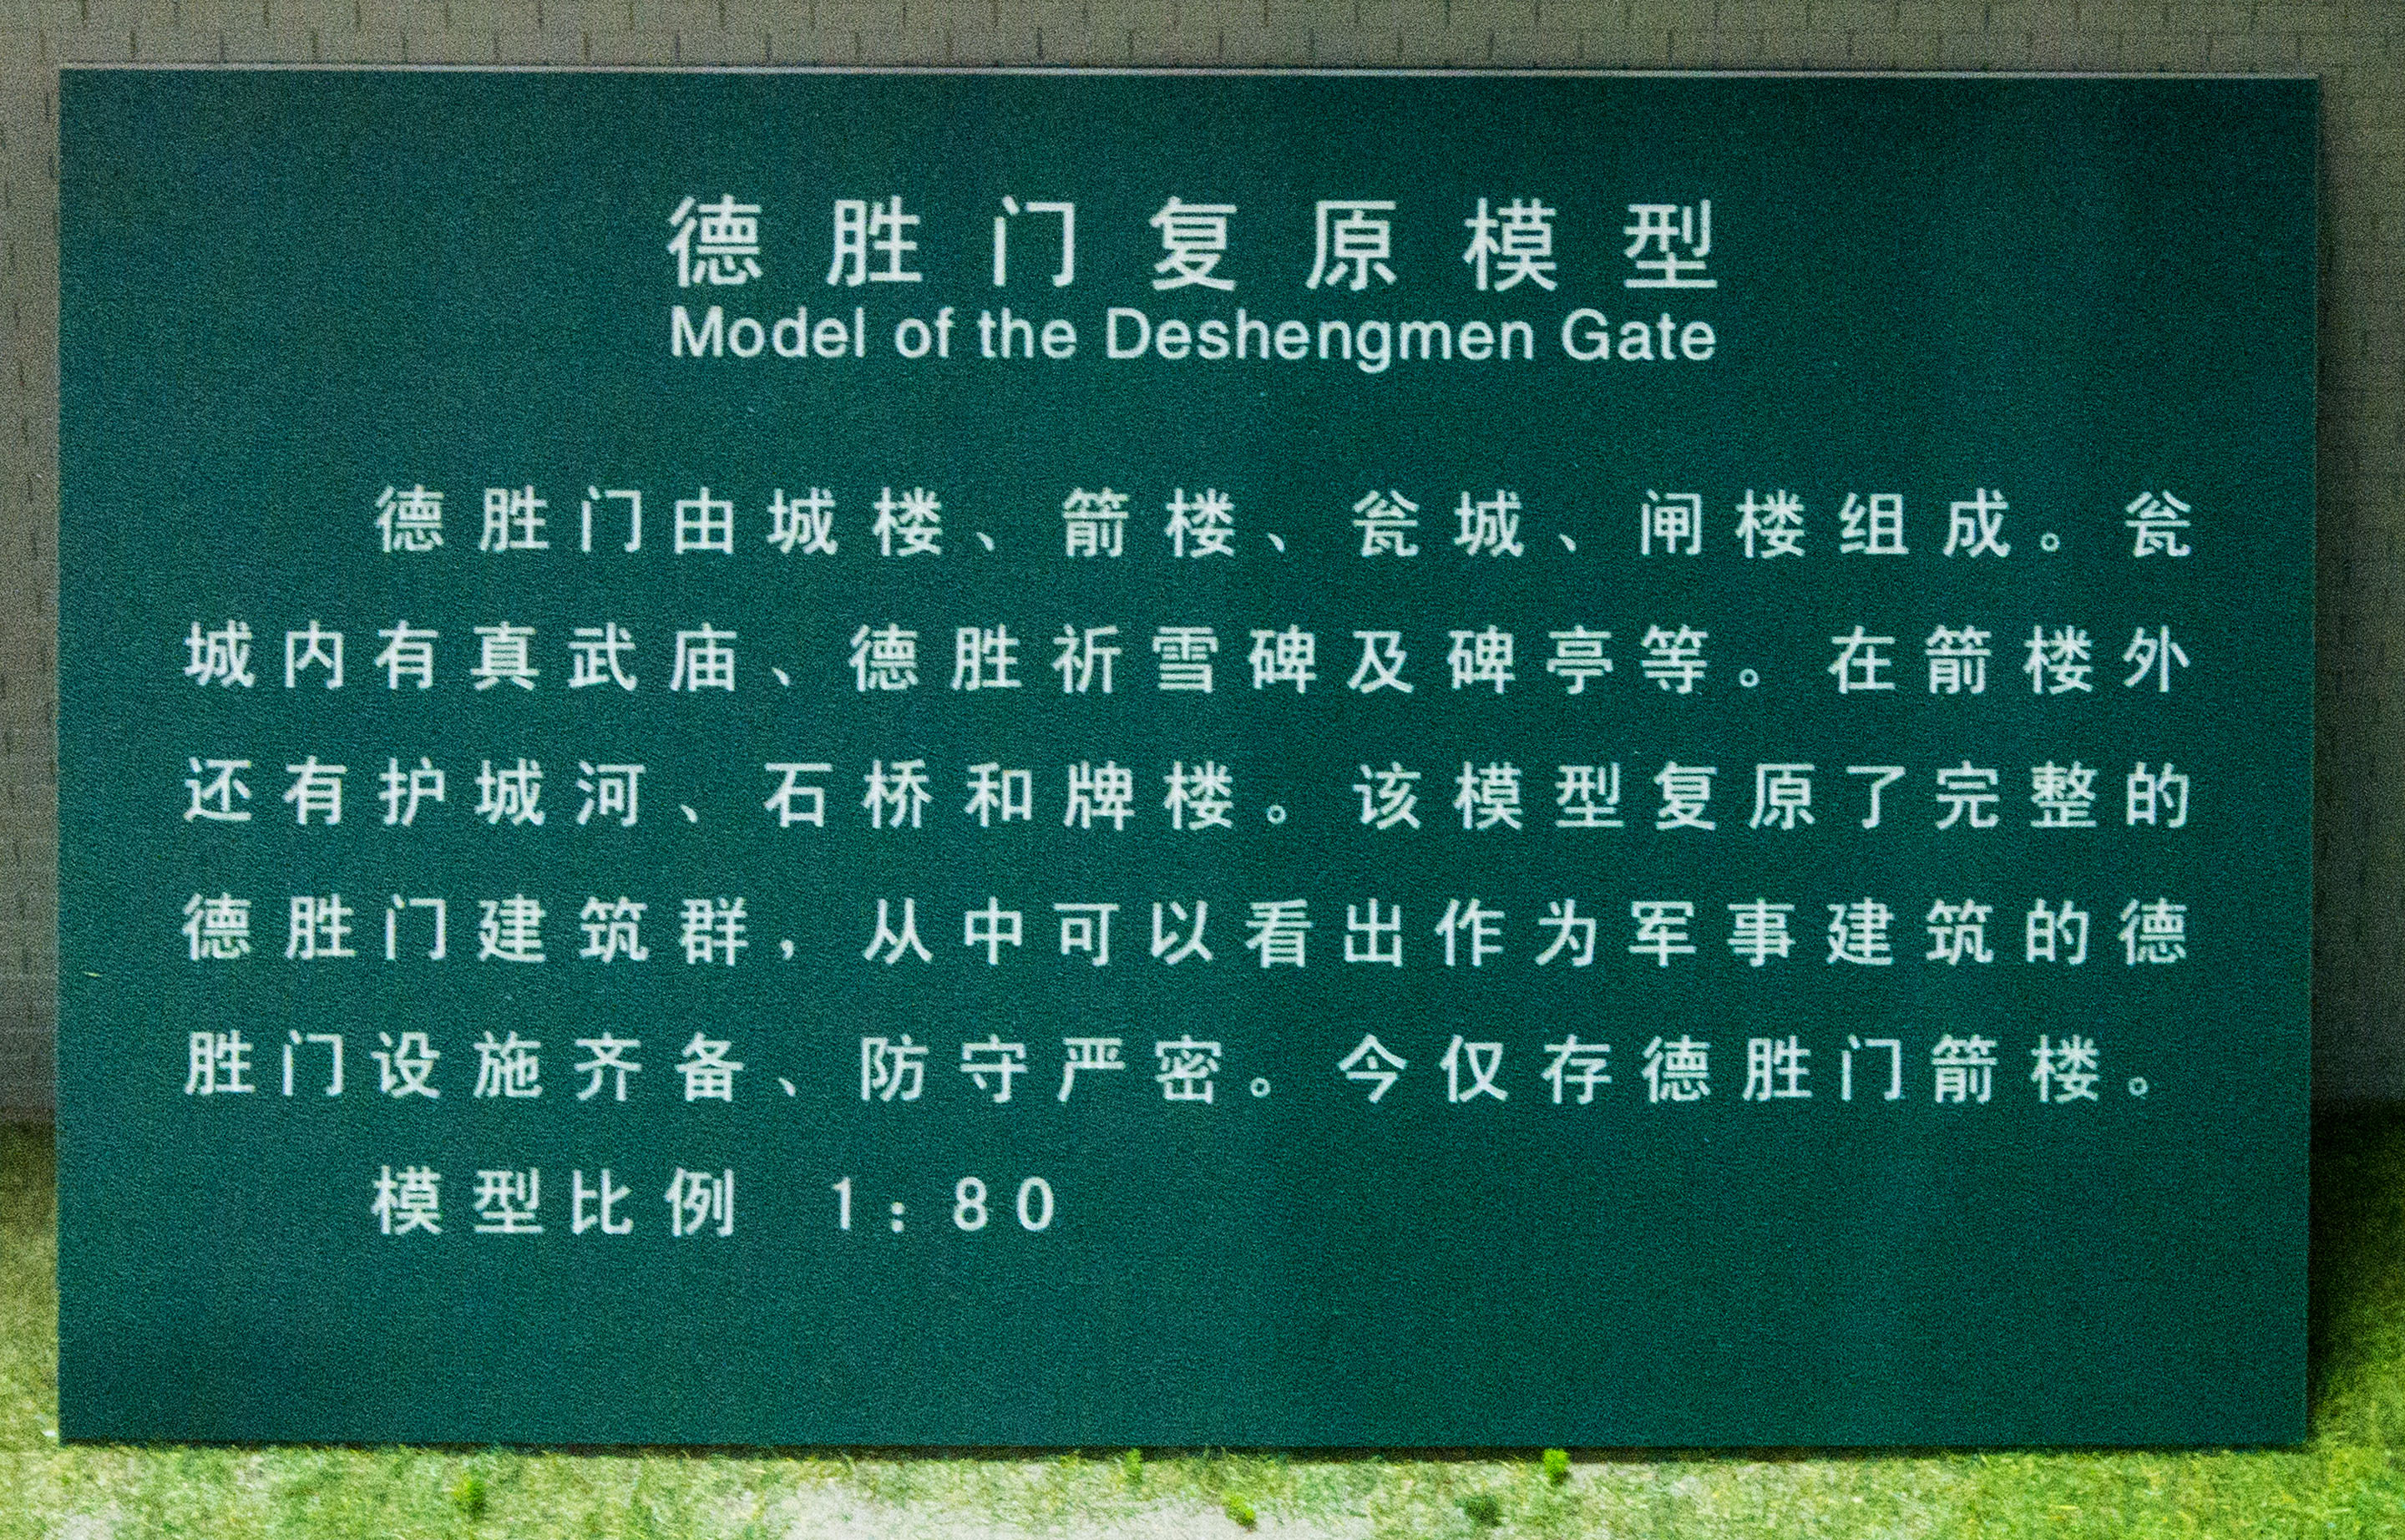 德胜门复原模型
Model of the Deshengmen Gate
德胜门由城楼、箭楼、瓮城、闸楼组成。瓮
城内有真武庙、德胜祈雪碑及碑亭等。在箭楼外
还有护城河、石桥和牌楼。该模型复原了完整的
德胜门建筑群，从中可以看出作为军事建筑的德
胜门设施齐备、防守严密。今仅存德胜门箭楼。
模型比例 1：80